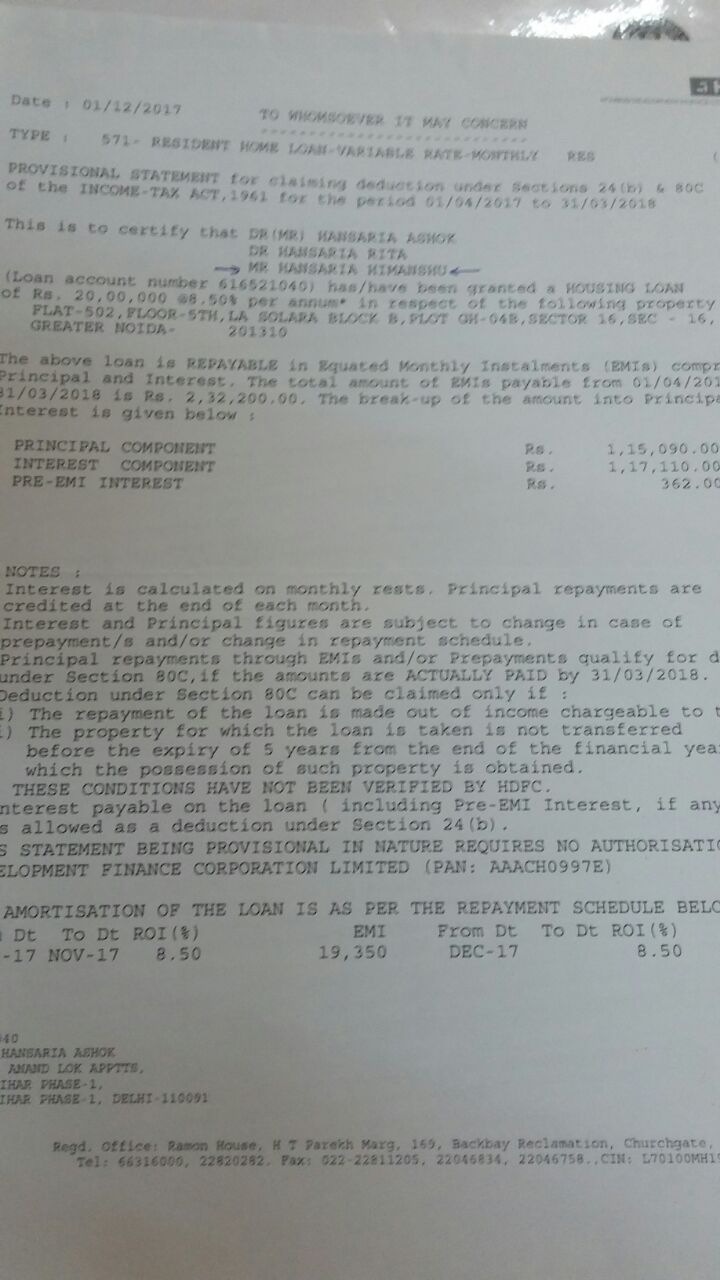 Date : 01/12/2017
TO WHOMSOEVER IT MAY CONCERN
TYPE : 571- RESIDENT HOME LOAN-VARIABLE RATE-MONTHLY RES (
PROVISIONAL STATEMENT for claiming deduction under Sections 24(b) & 80C
of the INCOME-TAX ACT,1961 for the period 01/04/2017 to 31/03/2018
This is to certify that DR(MR) HANSARIA ASHOK
DR HANSARIA RITA
MR HANSARIA HIMANSHU
(Loan account number 616521040) has/have been granted a HOUSING LOAN
of Rs. 20,00,000 @8.50% per annum* in respect of the following property
FLAT-502,FLOOR-5TH,LA SOLARA BLOCK B,PLOT GH-04B,SECTOR 16,SEC - 16,
GREATER NOIDA- 201310
The above loan is REPAYABLE in Equated Monthly Instalments (EMIs) compr
Principal and Interest. The total amount of EMIs payable from 01/04/201
31/03/2018 is Rs. 2,32,200.00. The break-up of the amount into Principa
Interest is given below :
PRINCIPAL COMPONENT Rs. 1,15,090.00
INTEREST COMPONENT Rs. 1,17,110.00
PRE-EMI INTEREST Rs. 362.00
NOTES :
Interest is calculated on monthly rests. Principal repayments are
credited at the end of each month.
Interest and Principal figures are subject to change in case of
prepayment/s and/or change in repayment schedule.
Principal repayments through EMIs and/or Prepayments qualify for d
under Section 80C,if the amounts are ACTUALLY PAID by 31/03/2018.
Deduction under Section 80C can be claimed only if :
i) The repayment of the loan is made out of income chargeable to t
i) The property for which the loan is taken is not transferred
before the expiry of 5 years from the end of the financial yea
which the possession of such property is obtained.
THESE CONDITIONS HAVE NOT BEEN VERIFIED BY HDFC.
nterest payable on the loan ( including Pre-EMI Interest, if any
s allowed as a deduction under Section 24(b).
S STATEMENT BEING PROVISIONAL IN NATURE REQUIRES NO AUTHORISATIO
ELOPMENT FINANCE CORPORATION LIMITED (PAN: AAACH0997E)
AMORTISATION OF THE LOAN IS AS PER THE REPAYMENT SCHEDULE BELO
Dt To Dt ROI(%) EMI From Dt To Dt ROI(%)
-17 NOV-17 8.50 19,350 DEC-17 8.50
040
HANSARIA ASHOK
ANAND LOK APPTTS,
IHAR PHASE-1,
IHAR PHASE-1, DELHI-110091
Regd. Office: Ramon House, H T Parekh Marg, 169, Backbay Reclamation, Churchgate,
Tel: 66316000, 22820282. Fax: 022-22811205, 22046834, 22046758.,CIN: L70100MH19